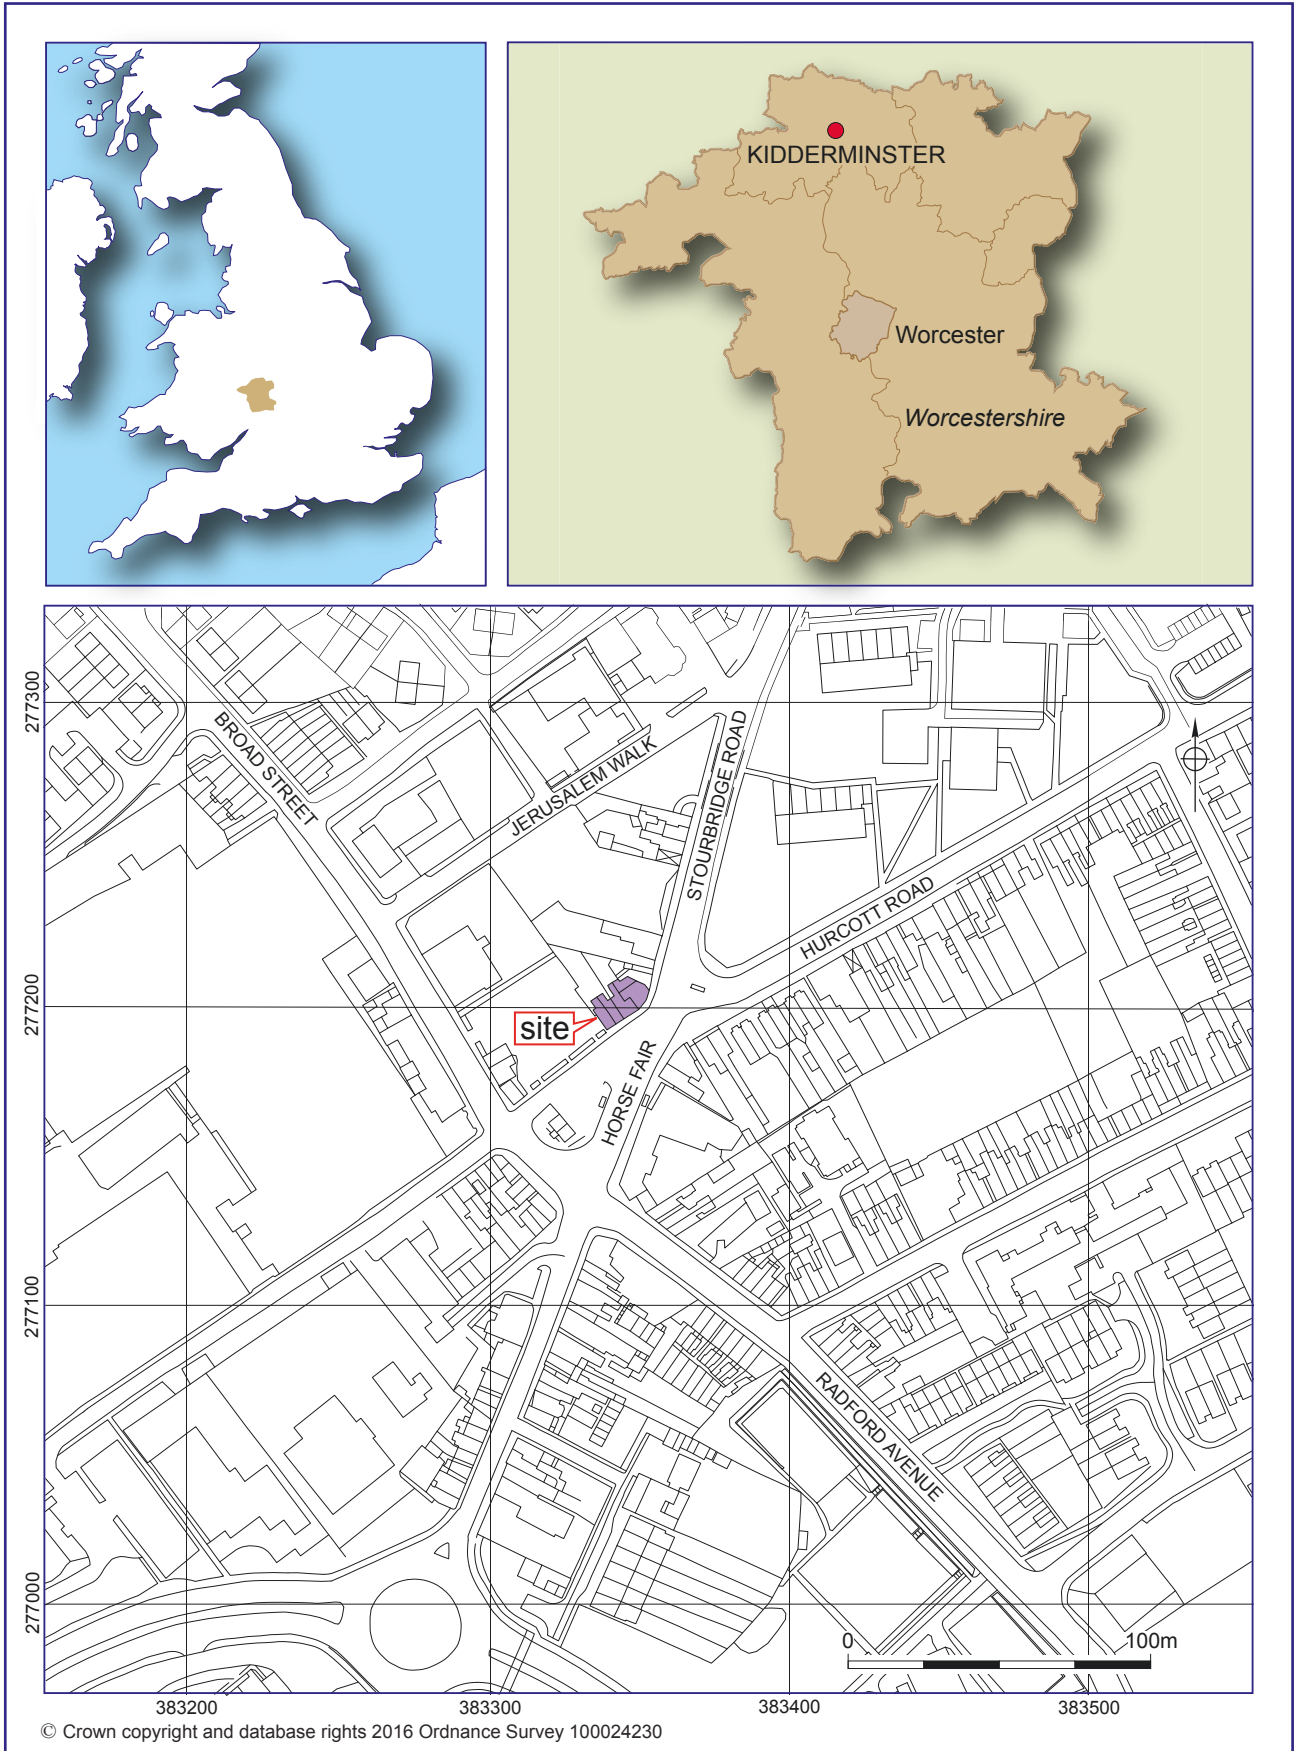 KIDDERMINSTER
Worcester
Worcestershire
277300
277200
277100
277000
BROAD STREET
JERUSALEM WALK
STOURBRIDGE ROAD
HURCOTT ROAD
site
HORSE FAIR
RADFORD AVENUE
0 100m
383200 383300 383400 383500
© Crown copyright and database rights 2016 Ordnance Survey 100024230